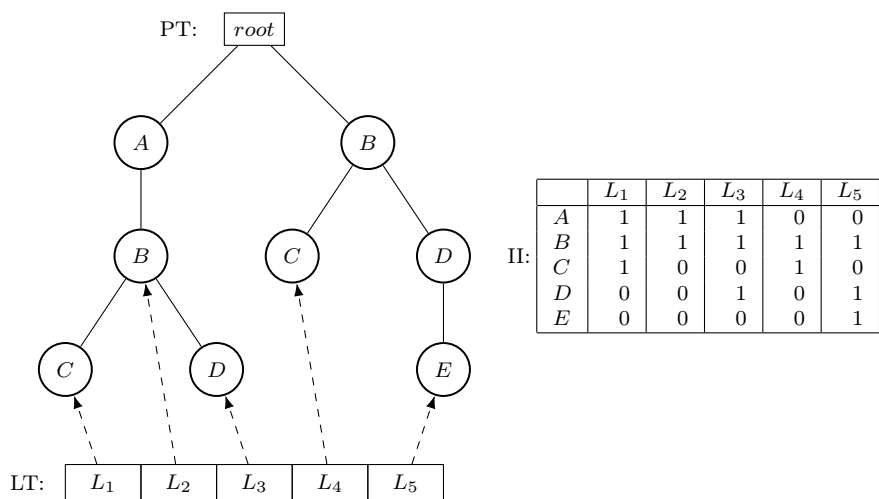 PT: root
A B
L₁ L₂ L₃ L₄ L₅
A 1 1 1 0 0
B 1 1 1 1 1
II: C 1 0 0 1 0
D 0 0 1 0 1
E 0 0 0 0 1
B C D
C D E
LT: L₁ L₂ L₃ L₄ L₅